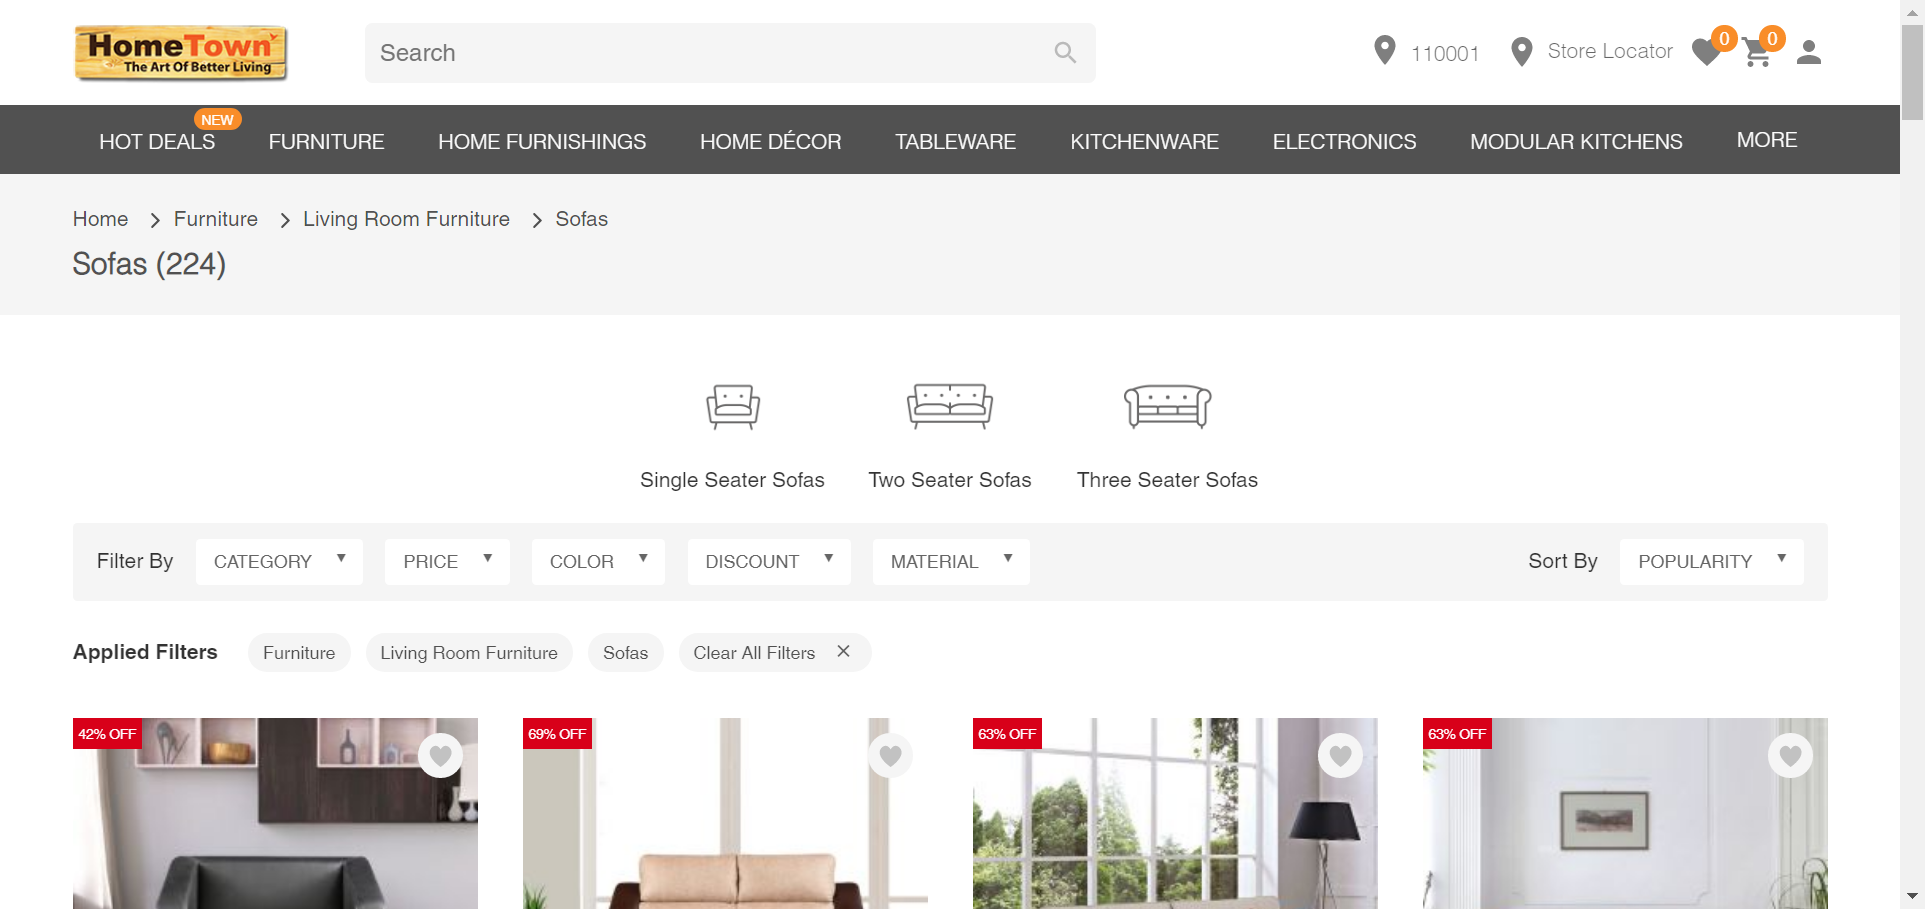 HomeTown
The Art Of Better Living
Search
110001
Store Locator
0
0
NEW
HOT DEALS
FURNITURE
HOME FURNISHINGS
HOME DÉCOR
TABLEWARE
KITCHENWARE
ELECTRONICS
MODULAR KITCHENS
MORE
Home
Furniture
Living Room Furniture
Sofas
Sofas (224)
Single Seater Sofas
Two Seater Sofas
Three Seater Sofas
Filter By
CATEGORY
PRICE
COLOR
DISCOUNT
MATERIAL
Sort By
POPULARITY
Applied Filters
Furniture
Living Room Furniture
Sofas
Clear All Filters
42% OFF
69% OFF
63% OFF
63% OFF